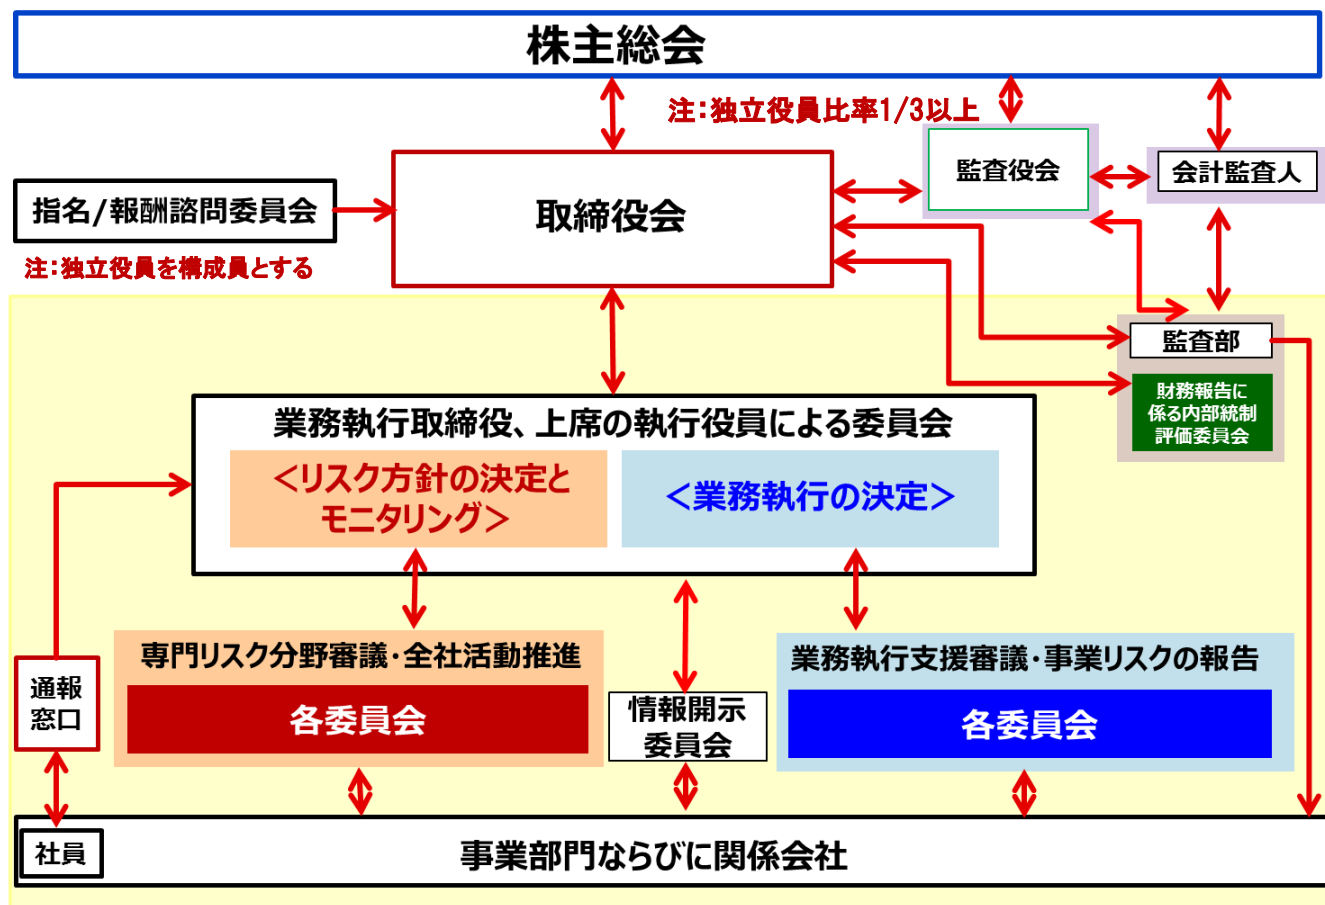 株主総会
注：独立役員比率1/3以上
監査役会
会計監査人
指名/報酬諮問委員会
取締役会
注：独立役員を構成員とする
監査部
財務報告に
係る内部統制
評価委員会
業務執行取締役、上席の執行役員による委員会
＜リスク方針の決定と
モニタリング＞
＜業務執行の決定＞
専門リスク分野審議・全社活動推進
各委員会
業務執行支援審議・事業リスクの報告
各委員会
情報開示
委員会
通報
窓口
社員
事業部門ならびに関係会社